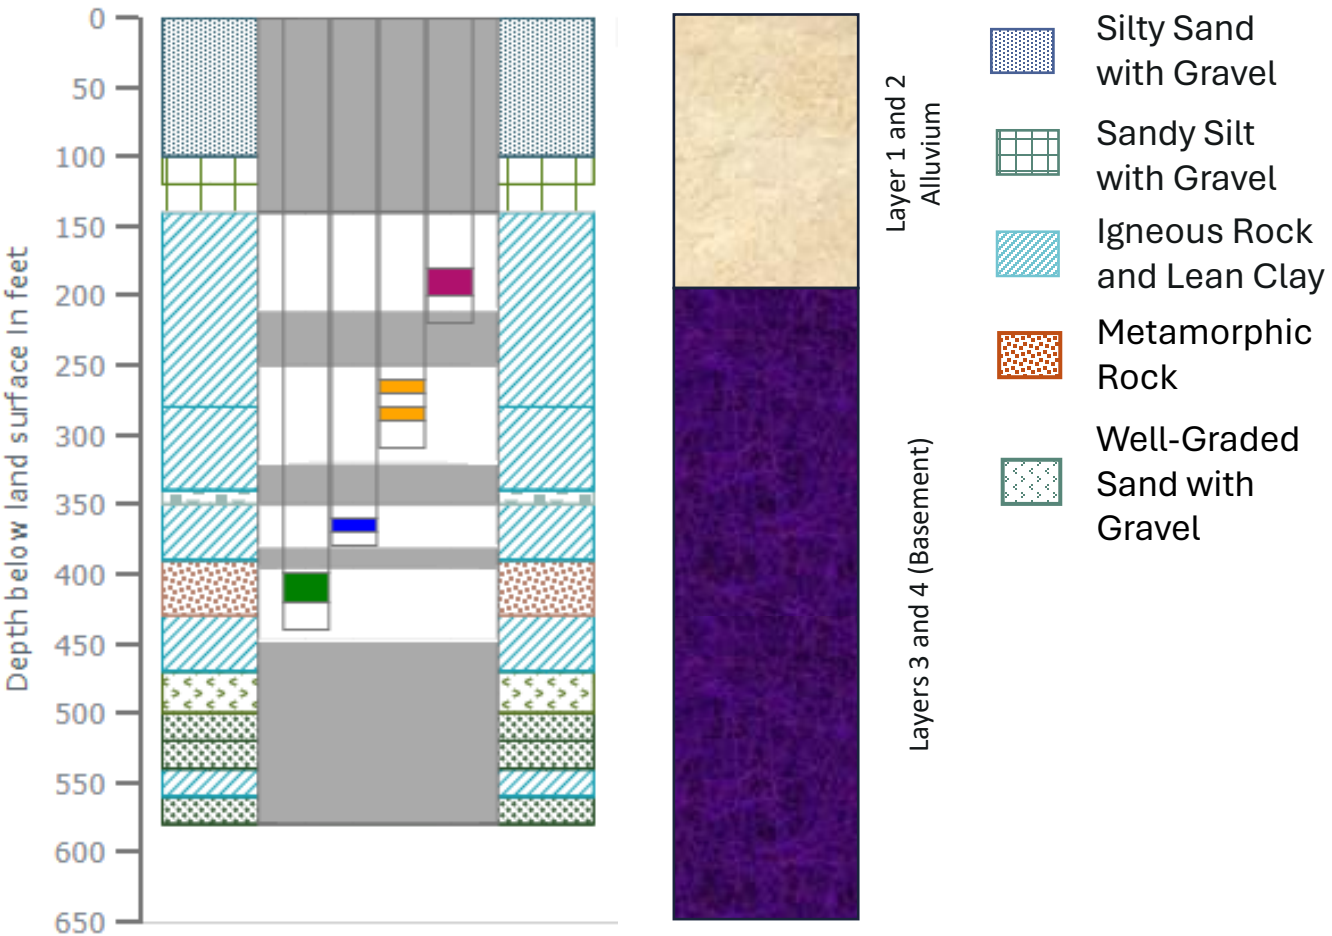 Depth below land surface In feet
0
50
100
150
200
250
300
350
400
450
500
550
600
650
Layer 1 and 2
Alluvium
Layers 3 and 4 (Basement)
Silty Sand
with Gravel
Sandy Silt
with Gravel
Igneous Rock
and Lean Clay
Metamorphic
Rock
Well-Graded
Sand with
Gravel